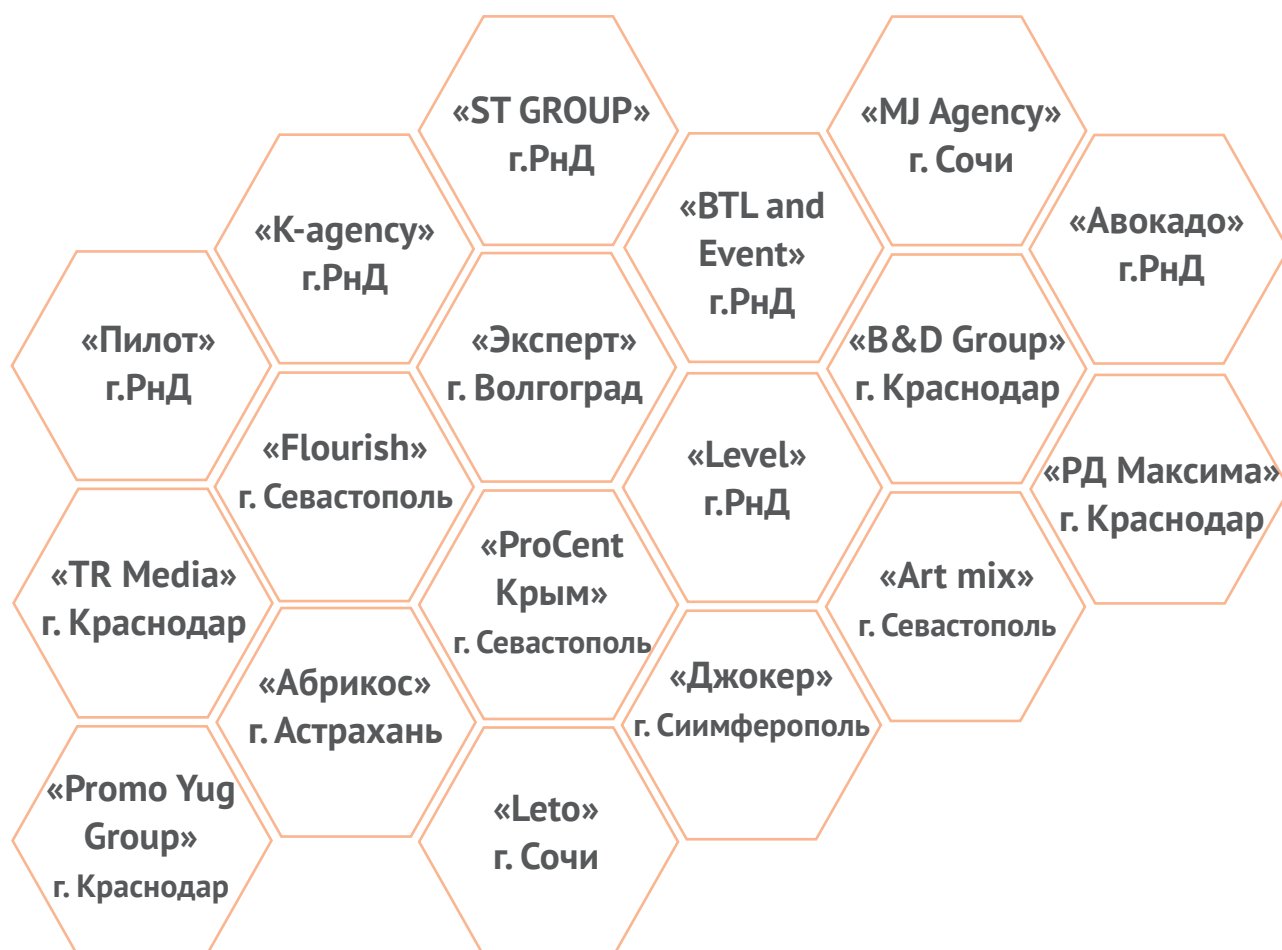 «ST GROUP»
г.РнД
«MJ Agency»
г. Сочи
«K-agency»
г.РнД
«BTL and
Event»
г.РнД
«Авокадо»
г.РнД
«Пилот»
г.РнД
«Эксперт»
г. Волгоград
«B&D Group»
г. Краснодар
«Flourish»
г. Севастополь
«Level»
г.РнД
«РД Максима»
г. Краснодар
«TR Media»
г. Краснодар
«ProCent
Крым»
г. Севастополь
«Art mix»
г. Севастополь
«Абрикос»
г. Астрахань
«Джокер»
г. Сиимферополь
«Promo Yug
Group»
г. Краснодар
«Leto»
г. Сочи